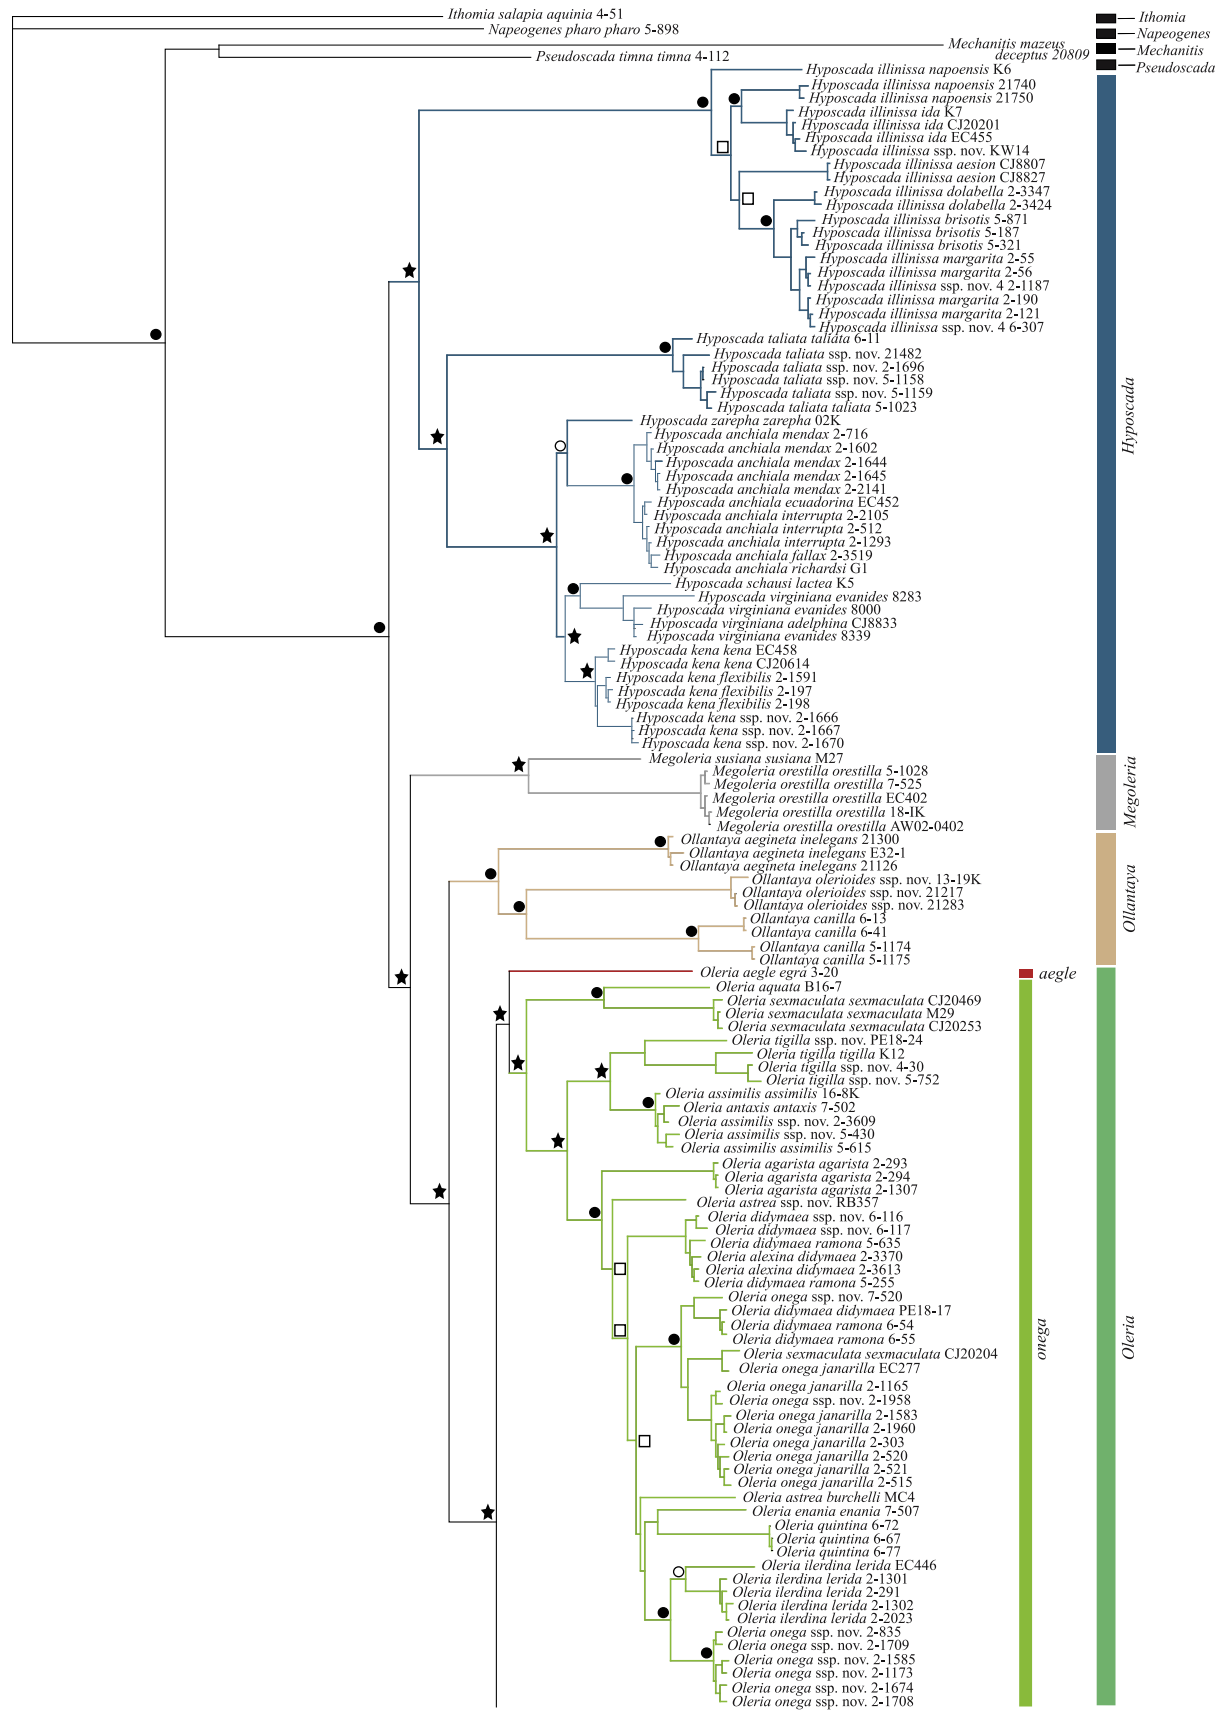 Ithomia salapia aquinia 4-51
Napeogenes pharo pharo 5-898
Mechanitis mazeus
deceptus 20809
Pseudoscada timna timna 4-112
Hyposcada illinissa napoensis K6
Hyposcada illinissa napoensis 21740
Hyposcada illinissa napoensis 21750
Hyposcada illinissa ida K7
Hyposcada illinissa ida CJ20201
Hyposcada illinissa ida EC455
Hyposcada illinissa ssp. nov. KW14
Hyposcada illinissa aesion CJ8807
Hyposcada illinissa aesion CJ8827
Hyposcada illinissa dolabella 2-3347
Hyposcada illinissa dolabella 2-3424
Hyposcada illinissa brisotis 5-871
Hyposcada illinissa brisotis 5-187
Hyposcada illinissa brisotis 5-321
Hyposcada illinissa margarita 2-55
Hyposcada illinissa margarita 2-56
Hyposcada illinissa ssp. nov. 4 2-1187
Hyposcada illinissa margarita 2-190
Hyposcada illinissa margarita 2-121
Hyposcada illinissa ssp. nov. 4 6-307
Hyposcada taliata taliata 6-11
Hyposcada taliata ssp. nov. 21482
Hyposcada taliata ssp. nov. 2-1696
Hyposcada taliata ssp. nov. 5-1158
Hyposcada taliata ssp. nov. 5-1159
Hyposcada taliata taliata 5-1023
Hyposcada zarepha zarepha 02K
Hyposcada anchiala mendax 2-716
Hyposcada anchiala mendax 2-1602
Hyposcada anchiala mendax 2-1644
Hyposcada anchiala mendax 2-1645
Hyposcada anchiala mendax 2-2141
Hyposcada anchiala ecuadorina EC452
Hyposcada anchiala interrupta 2-2105
Hyposcada anchiala interrupta 2-512
Hyposcada anchiala interrupta 2-1293
Hyposcada anchiala fallax 2-3519
Hyposcada anchiala richardsi G1
Hyposcada schausi lactea K5
Hyposcada virginiana evanides 8283
Hyposcada virginiana evanides 8000
Hyposcada virginiana adelphina CJ8833
Hyposcada virginiana evanides 8339
Hyposcada kena kena EC458
Hyposcada kena kena CJ20614
Hyposcada kena flexibilis 2-1591
Hyposcada kena flexibilis 2-197
Hyposcada kena flexibilis 2-198
Hyposcada kena ssp. nov. 2-1666
Hyposcada kena ssp. nov. 2-1667
Hyposcada kena ssp. nov. 2-1670
Megoleria susiana susiana M27
Megoleria orestilla orestilla 5-1028
Megoleria orestilla orestilla 7-525
Megoleria orestilla orestilla EC402
Megoleria orestilla orestilla 18-IK
Megoleria orestilla orestilla AW02-0402
Ollantaya aegineta inelegans 21300
Ollantaya aegineta inelegans E32-1
Ollantaya aegineta inelegans 21126
Ollantaya olerioides ssp. nov. 13-19K
Ollantaya olerioides ssp. nov. 21217
Ollantaya olerioides ssp. nov. 21283
Ollantaya canilla 6-13
Ollantaya canilla 6-41
Ollantaya canilla 5-1174
Ollantaya canilla 5-1175
Oleria aegle egra 3-20
Oleria aquata B16-7
Oleria sexmaculata sexmaculata CJ20469
Oleria sexmaculata sexmaculata M29
Oleria sexmaculata sexmaculata CJ20253
Oleria tigilla ssp. nov. PE18-24
Oleria tigilla tigilla K12
Oleria tigilla ssp. nov. 4-30
Oleria tigilla ssp. nov. 5-752
Oleria assimilis assimilis 16-8K
Oleria antaxis antaxis 7-502
Oleria assimilis ssp. nov. 2-3609
Oleria assimilis ssp. nov. 5-430
Oleria assimilis assimilis 5-615
Oleria agarista agarista 2-293
Oleria agarista agarista 2-294
Oleria agarista agarista 2-1307
Oleria astrea ssp. nov. RB357
Oleria didymaea ssp. nov. 6-116
Oleria didymaea ssp. nov. 6-117
Oleria didymaea ramona 5-635
Oleria alexina didymaea 2-3370
Oleria alexina didymaea 2-3613
Oleria didymaea ramona 5-255
Oleria onega ssp. nov. 7-520
Oleria didymaea didymaea PE18-17
Oleria didymaea ramona 6-54
Oleria didymaea ramona 6-55
Oleria sexmaculata sexmaculata CJ20204
Oleria onega janarilla EC277
Oleria onega janarilla 2-1165
Oleria onega ssp. nov. 2-1958
Oleria onega janarilla 2-1583
Oleria onega janarilla 2-1960
Oleria onega janarilla 2-303
Oleria onega janarilla 2-520
Oleria onega janarilla 2-521
Oleria onega janarilla 2-515
Oleria astrea burchelli MC4
Oleria enania enania 7-507
Oleria quintina 6-72
Oleria quintina 6-67
Oleria quintina 6-77
Oleria ilerdina lerida EC446
Oleria ilerdina lerida 2-1301
Oleria ilerdina lerida 2-291
Oleria ilerdina lerida 2-1302
Oleria ilerdina lerida 2-2023
Oleria onega ssp. nov. 2-835
Oleria onega ssp. nov. 2-1709
Oleria onega ssp. nov. 2-1585
Oleria onega ssp. nov. 2-1173
Oleria onega ssp. nov. 2-1674
Oleria onega ssp. nov. 2-1708
aegle
onega
Ithomia
Napeogenes
Mechanitis
Pseudoscada
Hyposcada
Megoleria
Ollantaya
Oleria